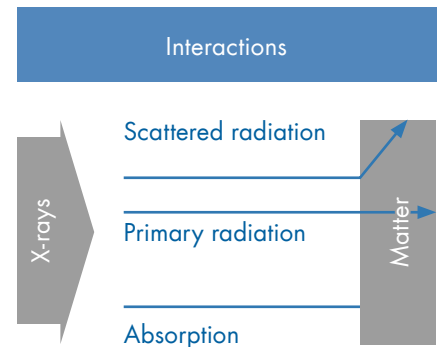 Interactions
Scattered radiation
X-rays
Primary radiation
Matter
Absorption